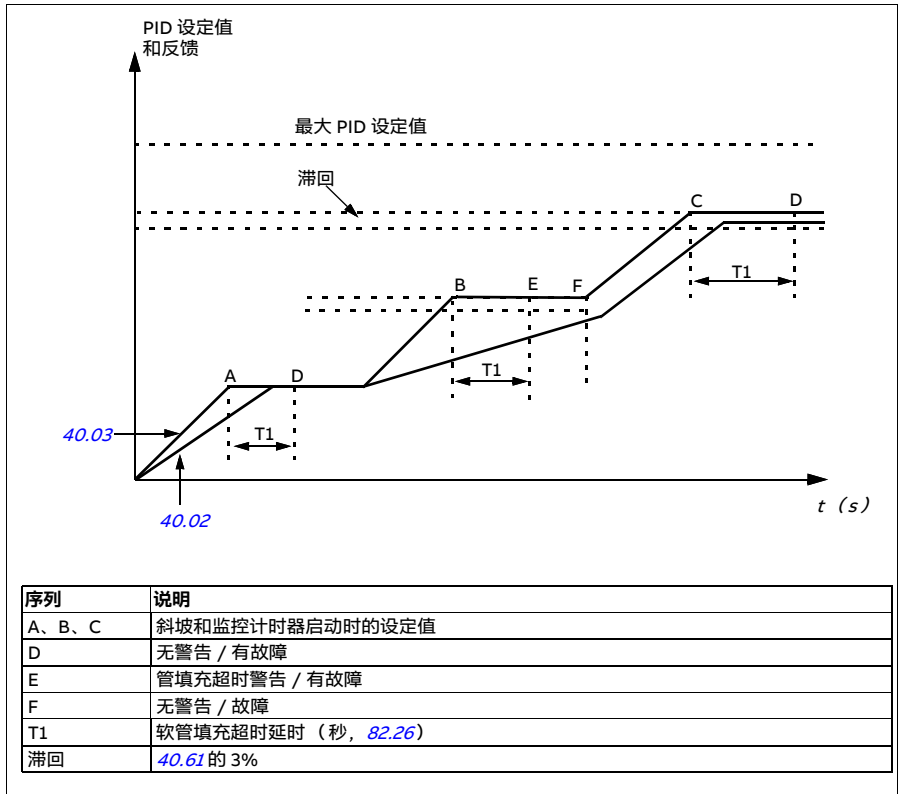 PID 设定值
和反馈
最大 PID 设定值
滞回
C
D
T1
B
E
F
T1
A
D
40.03
T1
40.02
t（s）
序列 说明
A、B、C 斜坡和监控计时器启动时的设定值
D 无警告 / 有故障
E 管填充超时警告 / 有故障
F 无警告 / 故障
T1 软管填充超时延时（秒，82.26）
滞回 40.61的 3%